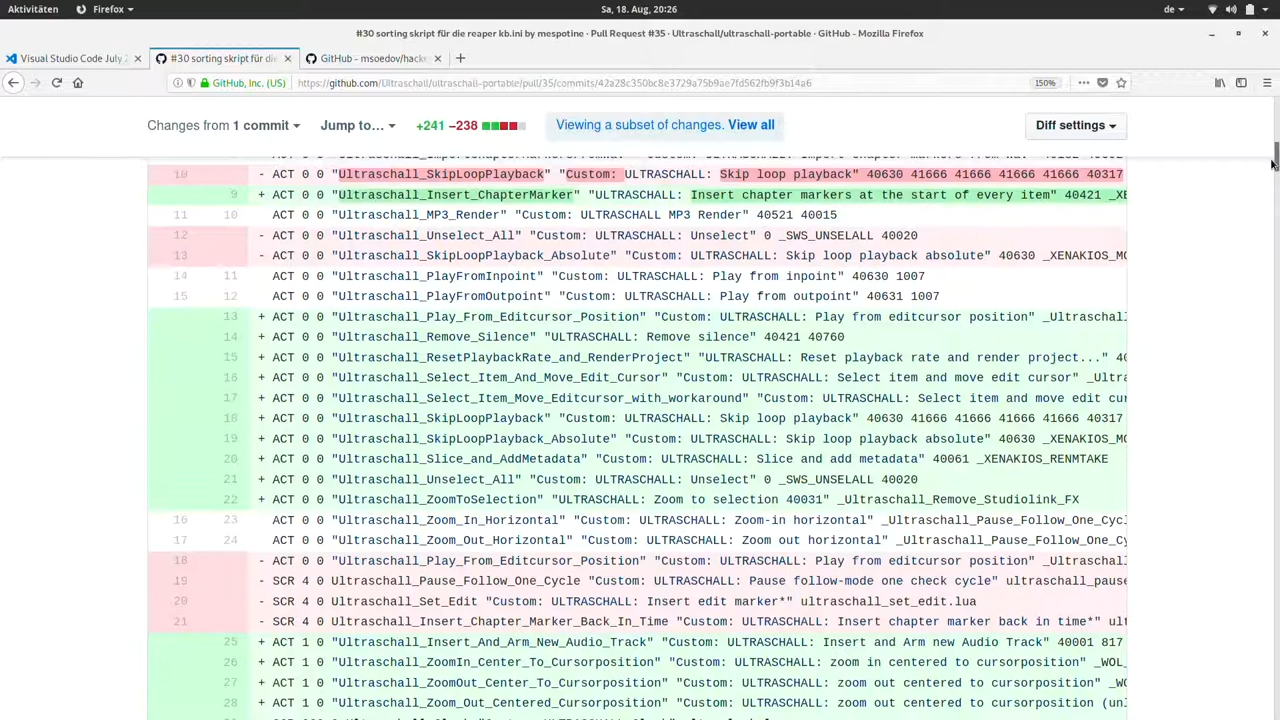 Aktivitäten Firefox Sa, 18. Aug, 20:26 de
#30 sorting skript für die reaper kb.ini by mespotine · Pull Request #35 · Ultraschall/ultraschall-portable · GitHub - Mozilla Firefox
Visual Studio Code July 2 #30 sorting skript für die GitHub - msoedov/hack
GitHub, Inc. (US) https://github.com/Ultraschall/ultraschall-portable/pull/35/commits/42a28c350bc8e3729a75b9ae7fd562fb9f3b14a6 150%
Changes from 1 commit Jump to... +241 −238 Viewing a subset of changes. View all Diff settings
10 - ACT 0 0 "Ultraschall_SkipLoopPlayback" "Custom: ULTRASCHALL: Skip loop playback" 40630 41666 41666 41666 41666 40317
9 + ACT 0 0 "Ultraschall_Insert_ChapterMarker" "ULTRASCHALL: Insert chapter markers at the start of every item" 40421 _XE
11 10 ACT 0 0 "Ultraschall_MP3_Render" "Custom: ULTRASCHALL MP3 Render" 40521 40015
12 - ACT 0 0 "Ultraschall_Unselect_All" "Custom: ULTRASCHALL: Unselect" 0 _SWS_UNSELALL 40020
13 - ACT 0 0 "Ultraschall_SkipLoopPlayback_Absolute" "Custom: ULTRASCHALL: Skip loop playback absolute" 40630 _XENAKIOS_MO
14 11 ACT 0 0 "Ultraschall_PlayFromInpoint" "Custom: ULTRASCHALL: Play from inpoint" 40630 1007
15 12 ACT 0 0 "Ultraschall_PlayFromOutpoint" "Custom: ULTRASCHALL: Play from outpoint" 40631 1007
13 + ACT 0 0 "Ultraschall_Play_From_Editcursor_Position" "Custom: ULTRASCHALL: Play from editcursor position" _Ultraschall
14 + ACT 0 0 "Ultraschall_Remove_Silence" "ULTRASCHALL: Remove silence" 40421 40760
15 + ACT 0 0 "Ultraschall_ResetPlaybackRate_and_RenderProject" "ULTRASCHALL: Reset playback rate and render project..." 40
16 + ACT 0 0 "Ultraschall_Select_Item_And_Move_Edit_Cursor" "Custom: ULTRASCHALL: Select item and move edit cursor" _Ultra
17 + ACT 0 0 "Ultraschall_Select_Item_Move_Editcursor_with_workaround" "Custom: ULTRASCHALL: Select item and move edit cur
18 + ACT 0 0 "Ultraschall_SkipLoopPlayback" "Custom: ULTRASCHALL: Skip loop playback" 40630 41666 41666 41666 41666 40317
19 + ACT 0 0 "Ultraschall_SkipLoopPlayback_Absolute" "Custom: ULTRASCHALL: Skip loop playback absolute" 40630 _XENAKIOS_MO
20 + ACT 0 0 "Ultraschall_Slice_and_AddMetadata" "Custom: ULTRASCHALL: Slice and add metadata" 40061 _XENAKIOS_RENMTAKE
21 + ACT 0 0 "Ultraschall_Unselect_All" "Custom: ULTRASCHALL: Unselect" 0 _SWS_UNSELALL 40020
22 + ACT 0 0 "Ultraschall_ZoomToSelection" "ULTRASCHALL: Zoom to selection 40031" _Ultraschall_Remove_Studiolink_FX
16 23 ACT 0 0 "Ultraschall_Zoom_In_Horizontal" "Custom: ULTRASCHALL: Zoom-in horizontal" _Ultraschall_Pause_Follow_One_Cycl
17 24 ACT 0 0 "Ultraschall_Zoom_Out_Horizontal" "Custom: ULTRASCHALL: Zoom out horizontal" _Ultraschall_Pause_Follow_One_Cy
18 - ACT 0 0 "Ultraschall_Play_From_Editcursor_Position" "Custom: ULTRASCHALL: Play from editcursor position" _Ultraschall
19 - SCR 4 0 Ultraschall_Pause_Follow_One_Cycle "Custom: ULTRASCHALL: Pause follow-mode one check cycle" ultraschall_pause
20 - SCR 4 0 Ultraschall_Set_Edit "Custom: ULTRASCHALL: Insert edit marker*" ultraschall_set_edit.lua
21 - SCR 4 0 Ultraschall_Insert_Chapter_Marker_Back_In_Time "Custom: ULTRASCHALL: Insert chapter marker back in time*" ult
25 + ACT 1 0 "Ultraschall_Insert_And_Arm_New_Audio_Track" "Custom: ULTRASCHALL: Insert and Arm new Audio Track" 40001 817
26 + ACT 1 0 "Ultraschall_ZoomIn_Center_To_Cursorposition" "Custom: ULTRASCHALL: zoom in centered to cursorposition" _WOL_
27 + ACT 1 0 "Ultraschall_ZoomOut_Center_To_Cursorposition" "Custom: ULTRASCHALL: zoom out centered to cursorposition" _WO
28 + ACT 1 0 "Ultraschall_Zoom_Out_Centered_Cursorposition" "Custom: ULTRASCHALL: zoom out centered to cursorposition (unl